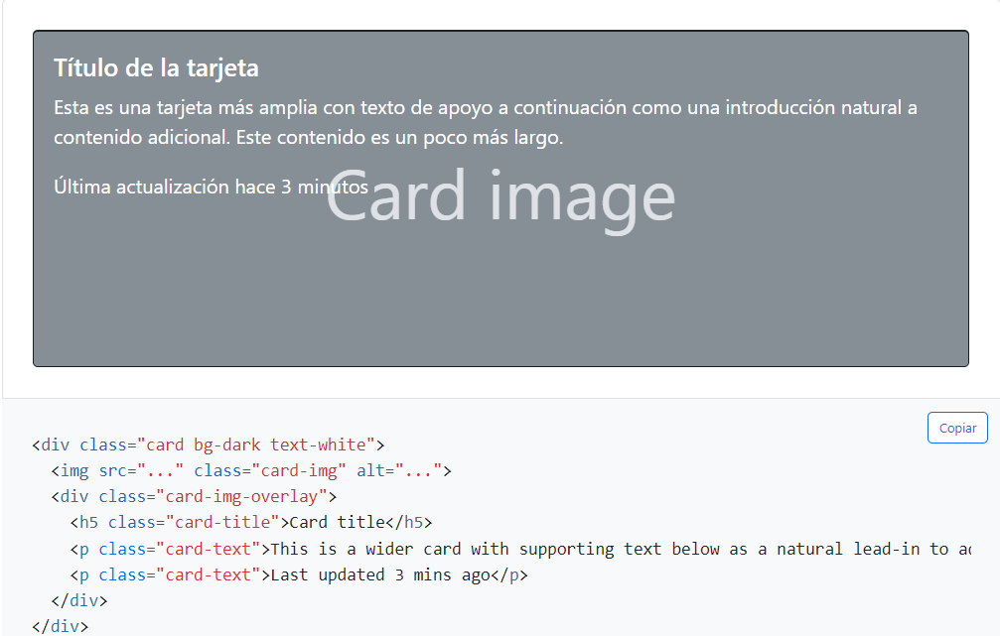 Título de la tarjeta
Esta es una tarjeta más amplia con texto de apoyo a continuación como una introducción natural a
contenido adicional. Este contenido es un poco más largo.
Última actualización hace 3 minutos
Card image
Copiar
<div class="card bg-dark text-white">
  <img src="..." class="card-img" alt="...">
  <div class="card-img-overlay">
    <h5 class="card-title">Card title</h5>
    <p class="card-text">This is a wider card with supporting text below as a natural lead-in to
    <p class="card-text">Last updated 3 mins ago</p>
  </div>
</div>